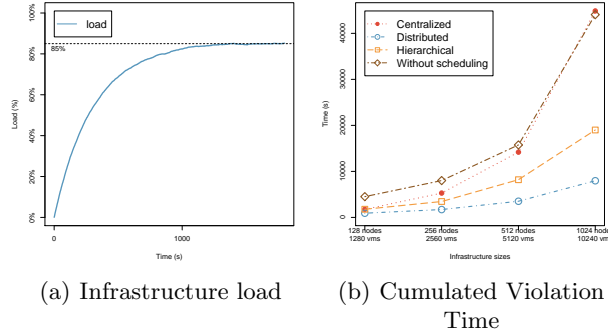 load
85%
0%
20%
40%
60%
80%
100%
Load (%)
0
1000
Time (s)
(a) Infrastructure load
Centralized
Distributed
Hierarchical
Without scheduling
0
10000
20000
30000
40000
Time (s)
128 nodes
1280 vms
256 nodes
2560 vms
512 nodes
5120 vms
1024 nodes
10240 vms
Infrastructure sizes
(b) Cumulated Violation
Time